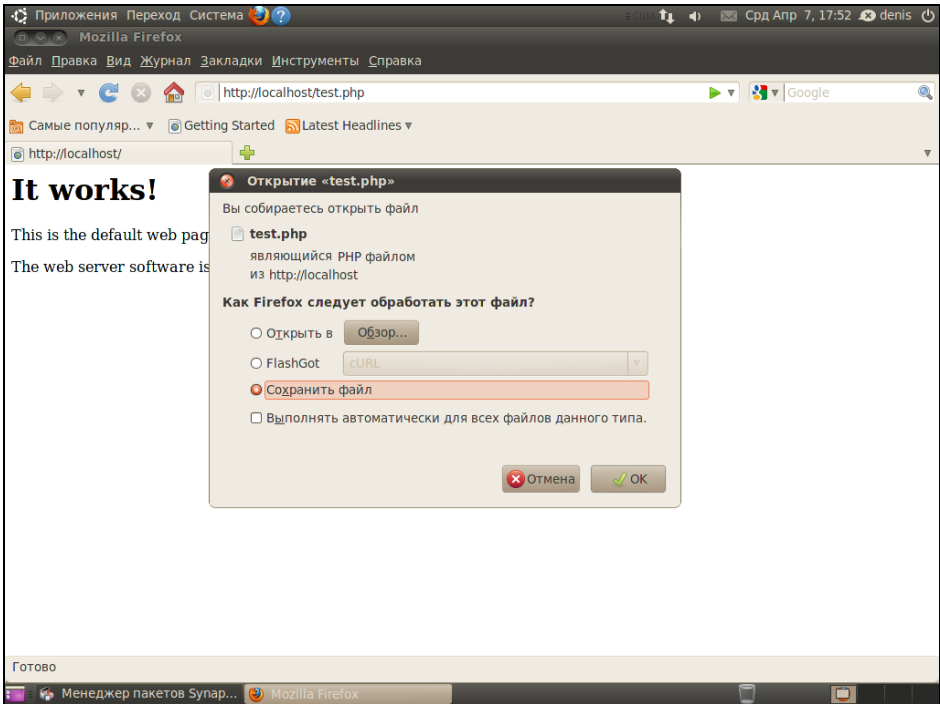 Приложения Переход Система США Срд Апр 7, 17:52 denis
Mozilla Firefox
Файл Правка Вид Журнал Закладки Инструменты Справка
http://localhost/test.php Google
Самые популяр... Getting Started Latest Headlines
http://localhost/
It works!
This is the default web pag
The web server software is
Открытие «test.php»
Вы собираетесь открыть файл
test.php
являющийся PHP файлом
из http://localhost
Как Firefox следует обработать этот файл?
Открыть в Обзор...
FlashGot cURL
Сохранить файл
Выполнять автоматически для всех файлов данного типа.
Отмена OK
Готово
Менеджер пакетов Synap... Mozilla Firefox